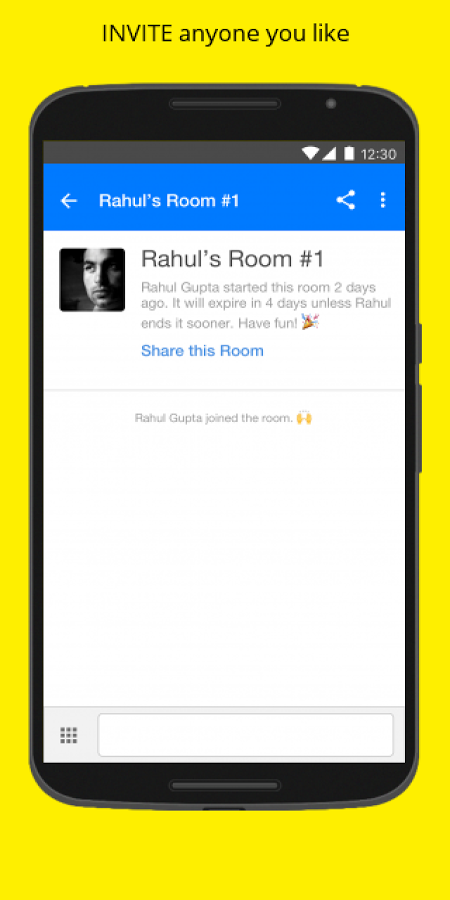 INVITE anyone you like
12:30
Rahul's Room #1
Rahul's Room #1
Rahul Gupta started this room 2 days
ago. It will expire in 4 days unless Rahul
ends it sooner. Have fun! 🎉
Share this Room
Rahul Gupta joined the room. 🙌